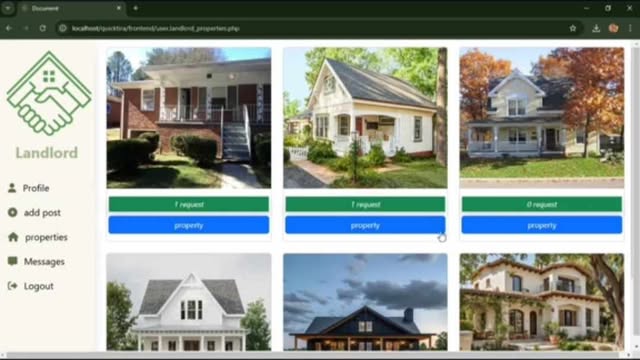 Document
localhost/quicktira/frontend/user.landlord_properties.php
Landlord
Profile
add post
properties
Messages
Logout
1 request
1 request
0 request
property
property
property